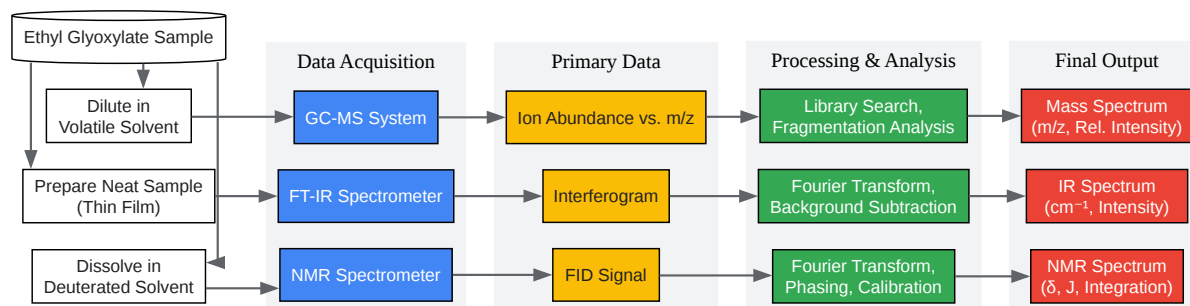 Ethyl Glyoxylate Sample
Data Acquisition
Primary Data
Processing & Analysis
Final Output
Dilute in
Volatile Solvent
GC-MS System
Ion Abundance vs. m/z
Library Search,
Fragmentation Analysis
Mass Spectrum
(m/z, Rel. Intensity)
Prepare Neat Sample
(Thin Film)
FT-IR Spectrometer
Interferogram
Fourier Transform,
Background Subtraction
IR Spectrum
(cm⁻¹, Intensity)
Dissolve in
Deuterated Solvent
NMR Spectrometer
FID Signal
Fourier Transform,
Phasing, Calibration
NMR Spectrum
(δ, J, Integration)